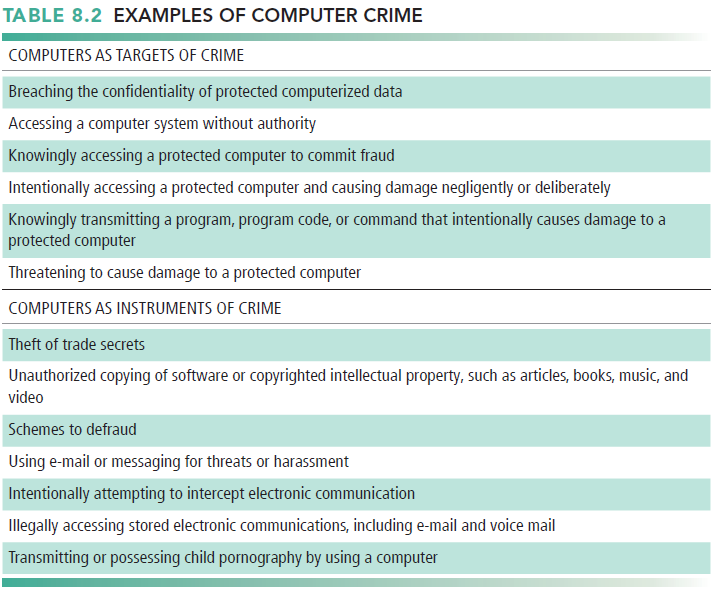 TABLE 8.2 EXAMPLES OF COMPUTER CRIME
COMPUTERS AS TARGETS OF CRIME
Breaching the confidentiality of protected computerized data
Accessing a computer system without authority
Knowingly accessing a protected computer to commit fraud
Intentionally accessing a protected computer and causing damage negligently or deliberately
Knowingly transmitting a program, program code, or command that intentionally causes damage to a
protected computer
Threatening to cause damage to a protected computer
COMPUTERS AS INSTRUMENTS OF CRIME
Theft of trade secrets
Unauthorized copying of software or copyrighted intellectual property, such as articles, books, music, and
video
Schemes to defraud
Using e-mail or messaging for threats or harassment
Intentionally attempting to intercept electronic communication
Illegally accessing stored electronic communications, including e-mail and voice mail
Transmitting or possessing child pornography by using a computer